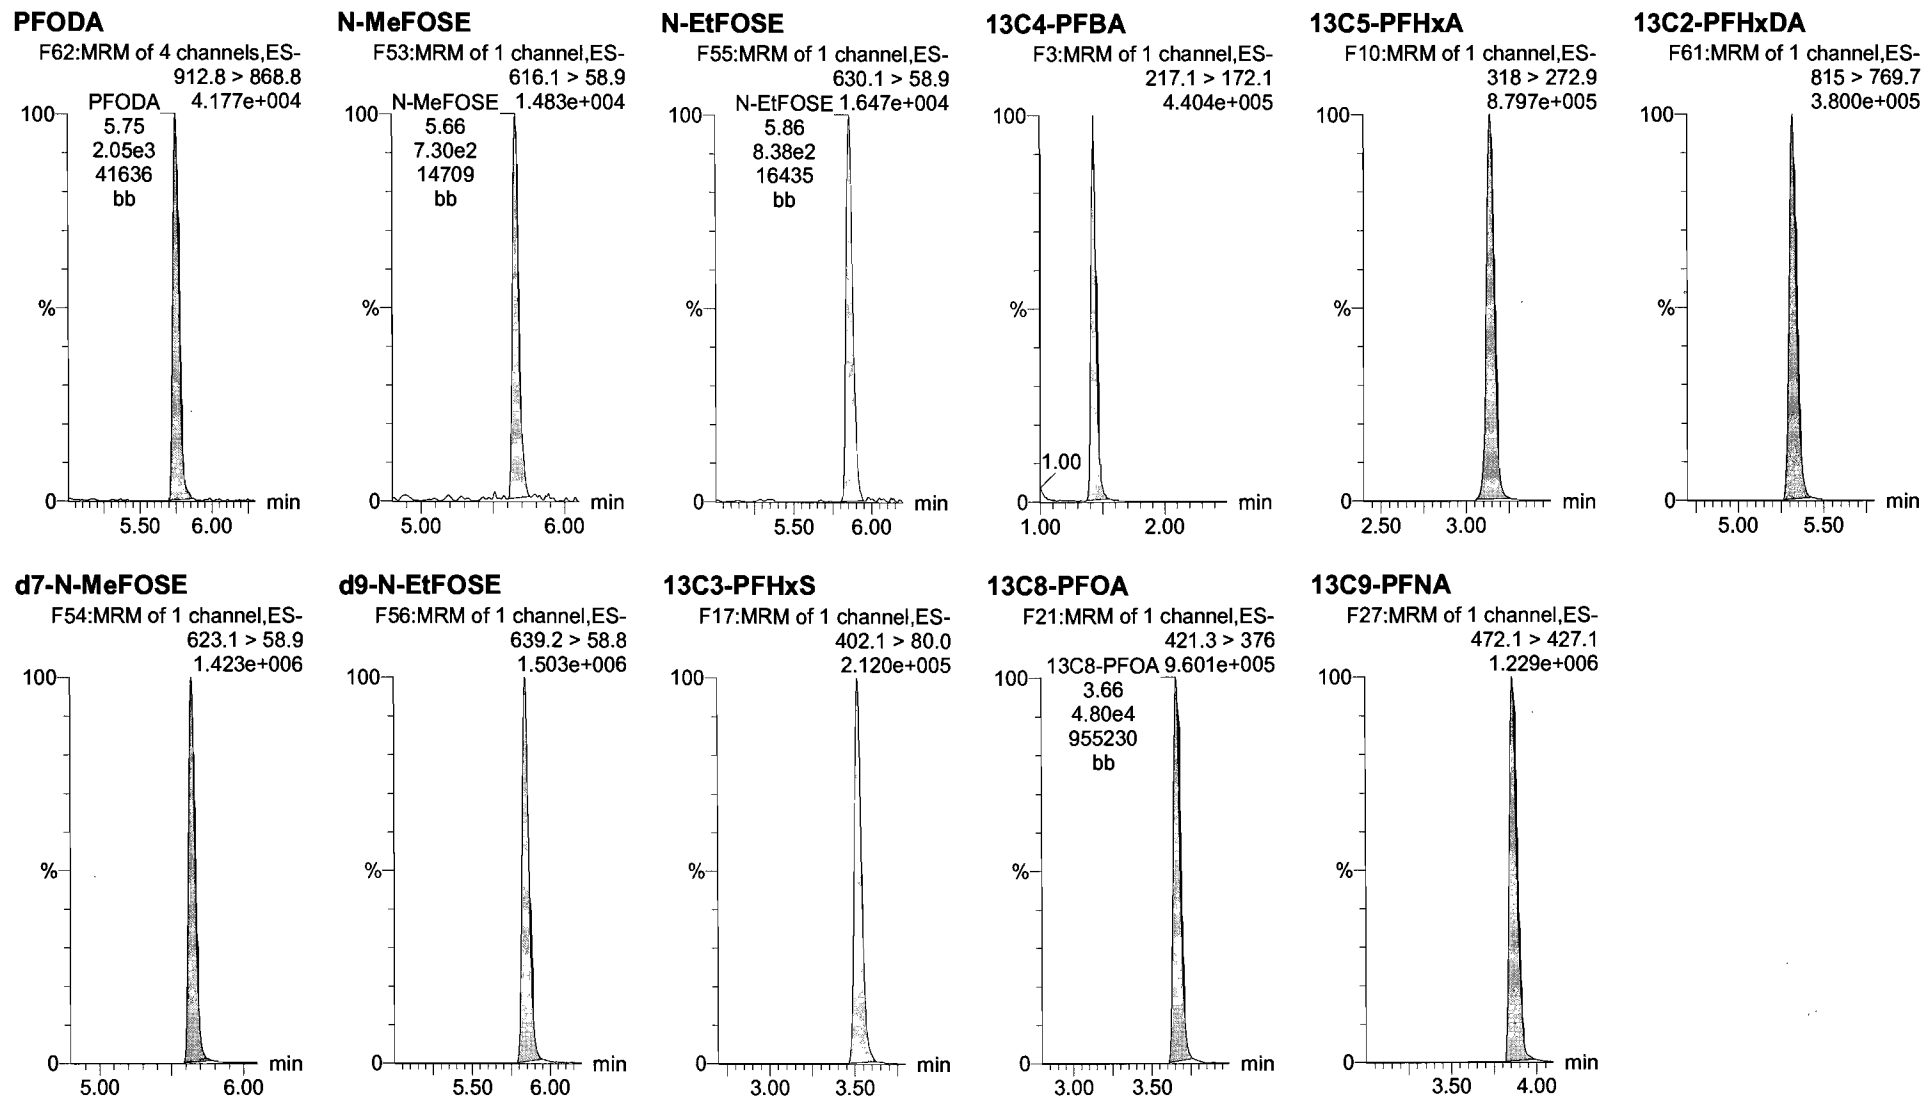 PFODA
F62:MRM of 4 channels,ES-
912.8 > 868.8
PFODA 4.177e+004
100
5.75
2.05e3
41636
bb
%
0
min
5.50 6.00
N-MeFOSE
F53:MRM of 1 channel,ES-
616.1 > 58.9
N-MeFOSE 1.483e+004
100
5.66
7.30e2
14709
bb
%
0
min
5.00 6.00
N-EtFOSE
F55:MRM of 1 channel,ES-
630.1 > 58.9
N-EtFOSE 1.647e+004
100
5.86
8.38e2
16435
bb
%
0
min
5.50 6.00
13C4-PFBA
F3:MRM of 1 channel,ES-
217.1 > 172.1
4.404e+005
100
%
1.00
0
min
1.00 2.00
13C5-PFHxA
F10:MRM of 1 channel,ES-
318 > 272.9
8.797e+005
100
%
0
min
2.50 3.00
13C2-PFHxDA
F61:MRM of 1 channel,ES-
815 > 769.7
3.800e+005
100
%
0
min
5.00 5.50
d7-N-MeFOSE
F54:MRM of 1 channel,ES-
623.1 > 58.9
1.423e+006
100
%
0
min
5.00 6.00
d9-N-EtFOSE
F56:MRM of 1 channel,ES-
639.2 > 58.8
1.503e+006
100
%
0
min
5.50 6.00
13C3-PFHxS
F17:MRM of 1 channel,ES-
402.1 > 80.0
2.120e+005
100
%
0
min
3.00 3.50
13C8-PFOA
F21:MRM of 1 channel,ES-
421.3 > 376
13C8-PFOA 9.601e+005
100
3.66
4.80e4
955230
bb
%
0
min
3.00 3.50
13C9-PFNA
F27:MRM of 1 channel,ES-
472.1 > 427.1
1.229e+006
100
%
0
min
3.50 4.00